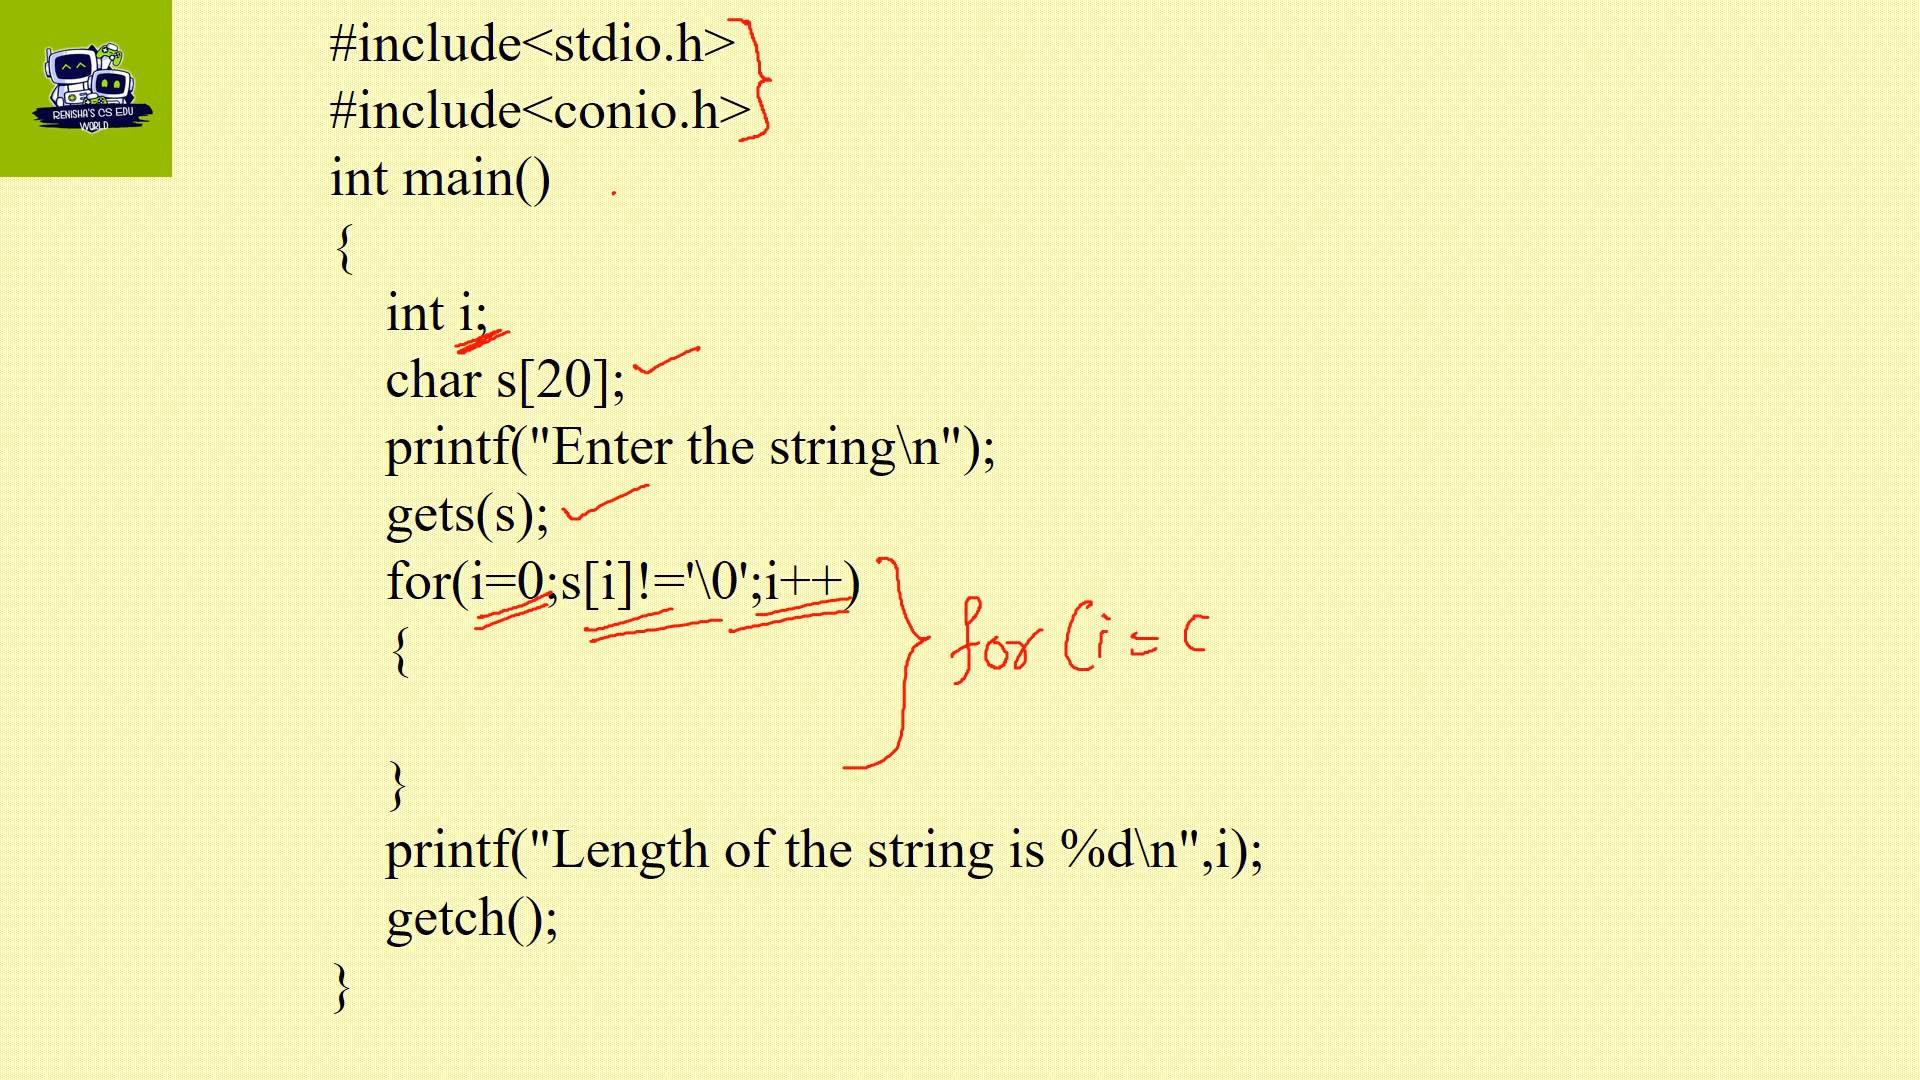 RENISHA'S CS EDU
WORLD
#include<stdio.h>
#include<conio.h>
int main()
{
int i;
char s[20];
printf("Enter the string\n");
gets(s);
for(i=0;s[i]!='\0';i++)
for (i =
{
}
printf("Length of the string is %d\n",i);
getch();
}